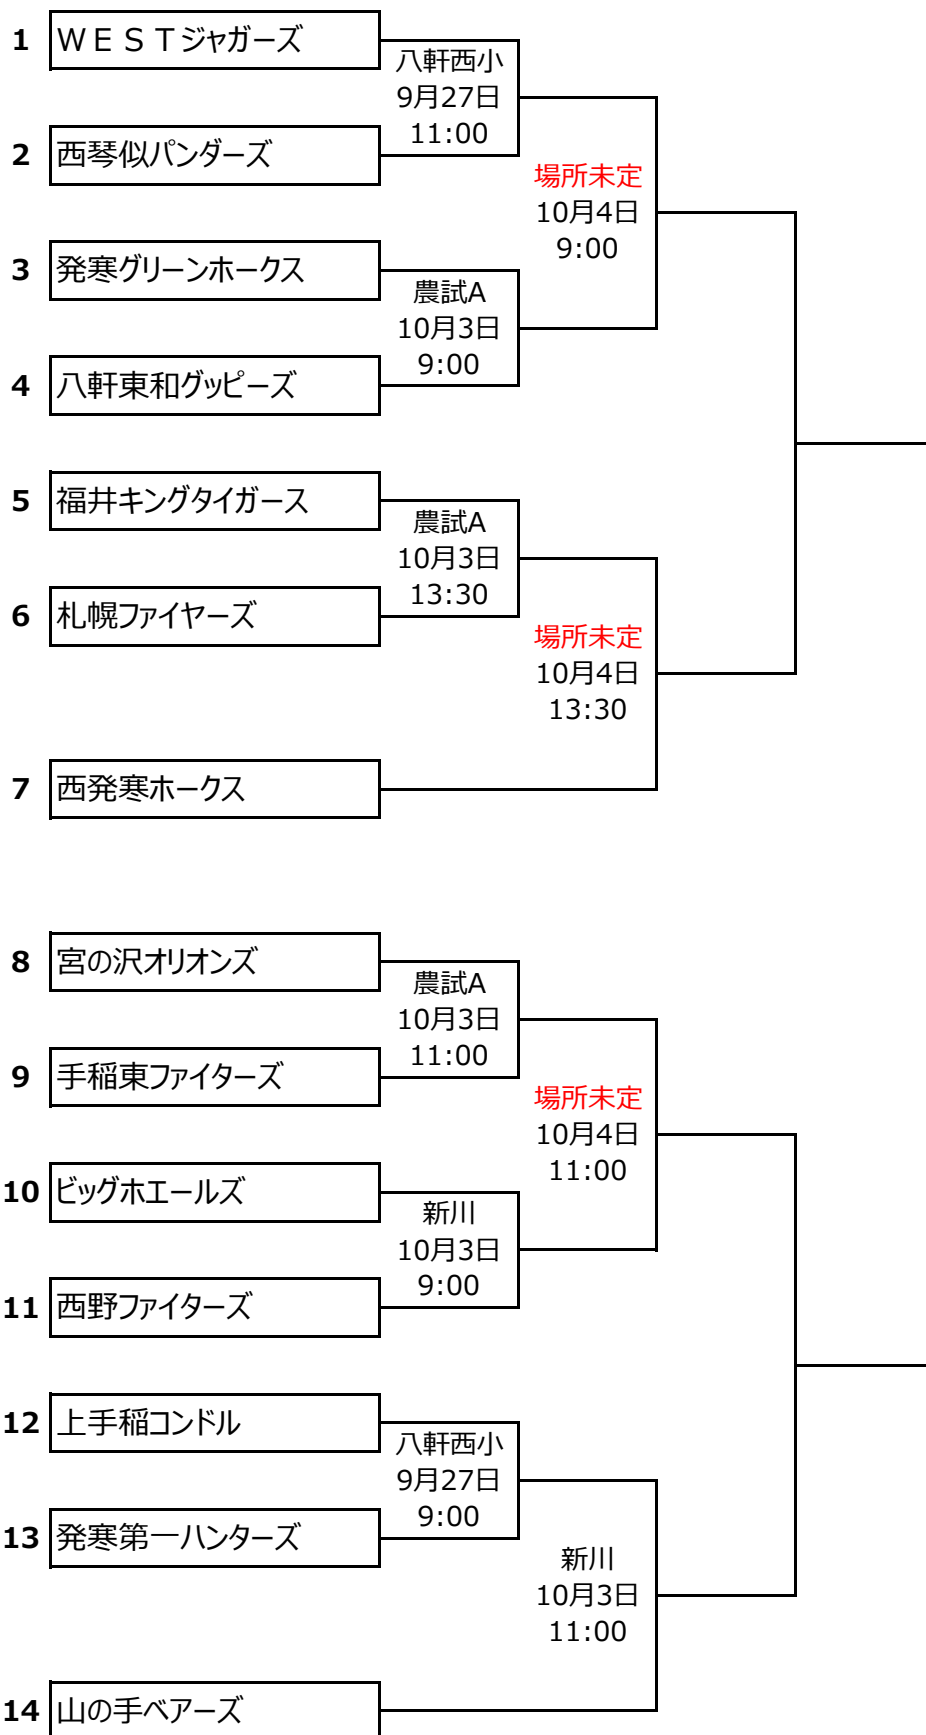 1 ＷＥＳＴジャガーズ
八軒西小
9月27日
11:00
2 西琴似パンダーズ
場所未定
10月4日
9:00
3 発寒グリーンホークス
農試A
10月3日
9:00
4 八軒東和グッピーズ
5 福井キングタイガース
農試A
10月3日
13:30
6 札幌ファイヤーズ
場所未定
10月4日
13:30
7 西発寒ホークス
8 宮の沢オリオンズ
農試A
10月3日
11:00
9 手稲東ファイターズ
場所未定
10月4日
11:00
10 ビッグホエールズ
新川
10月3日
9:00
11 西野ファイターズ
12 上手稲コンドル
八軒西小
9月27日
9:00
13 発寒第一ハンターズ
新川
10月3日
11:00
14 山の手ベアーズ